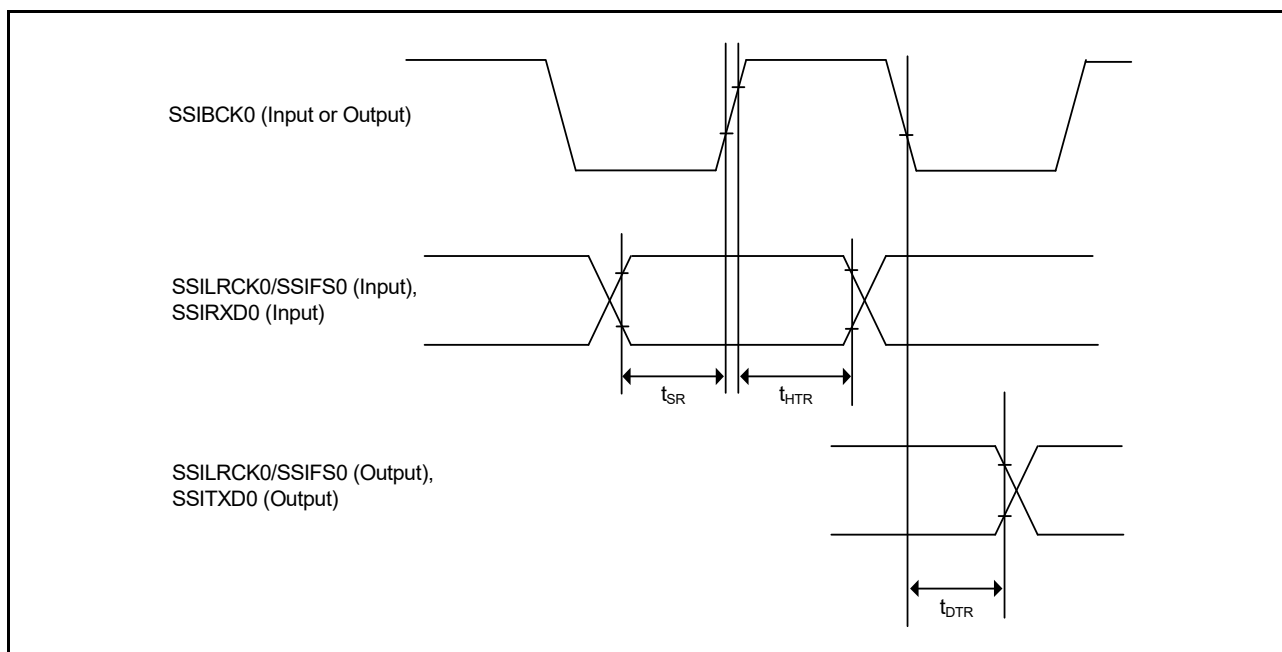 SSIBCK0 (Input or Output)
SSILRCK0/SSIFS0 (Input),
SSIRXD0 (Input)
tSR
tHTR
SSILRCK0/SSIFS0 (Output),
SSITXD0 (Output)
tDTR